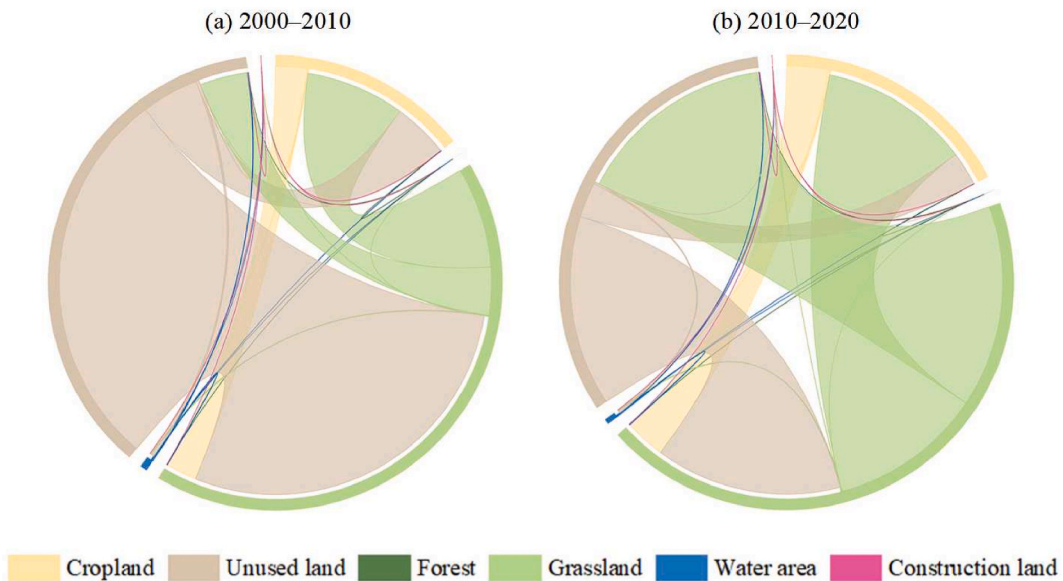 (a) 2000–2010
(b) 2010–2020
Cropland
Unused land
Forest
Grassland
Water area
Construction land